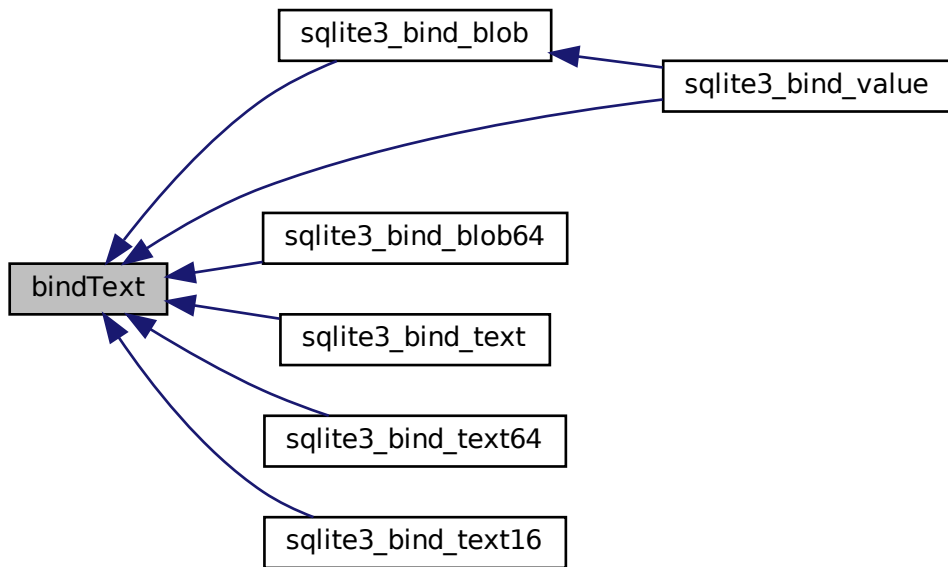 sqlite3_bind_blob
sqlite3_bind_value
sqlite3_bind_blob64
bindText
sqlite3_bind_text
sqlite3_bind_text64
sqlite3_bind_text16